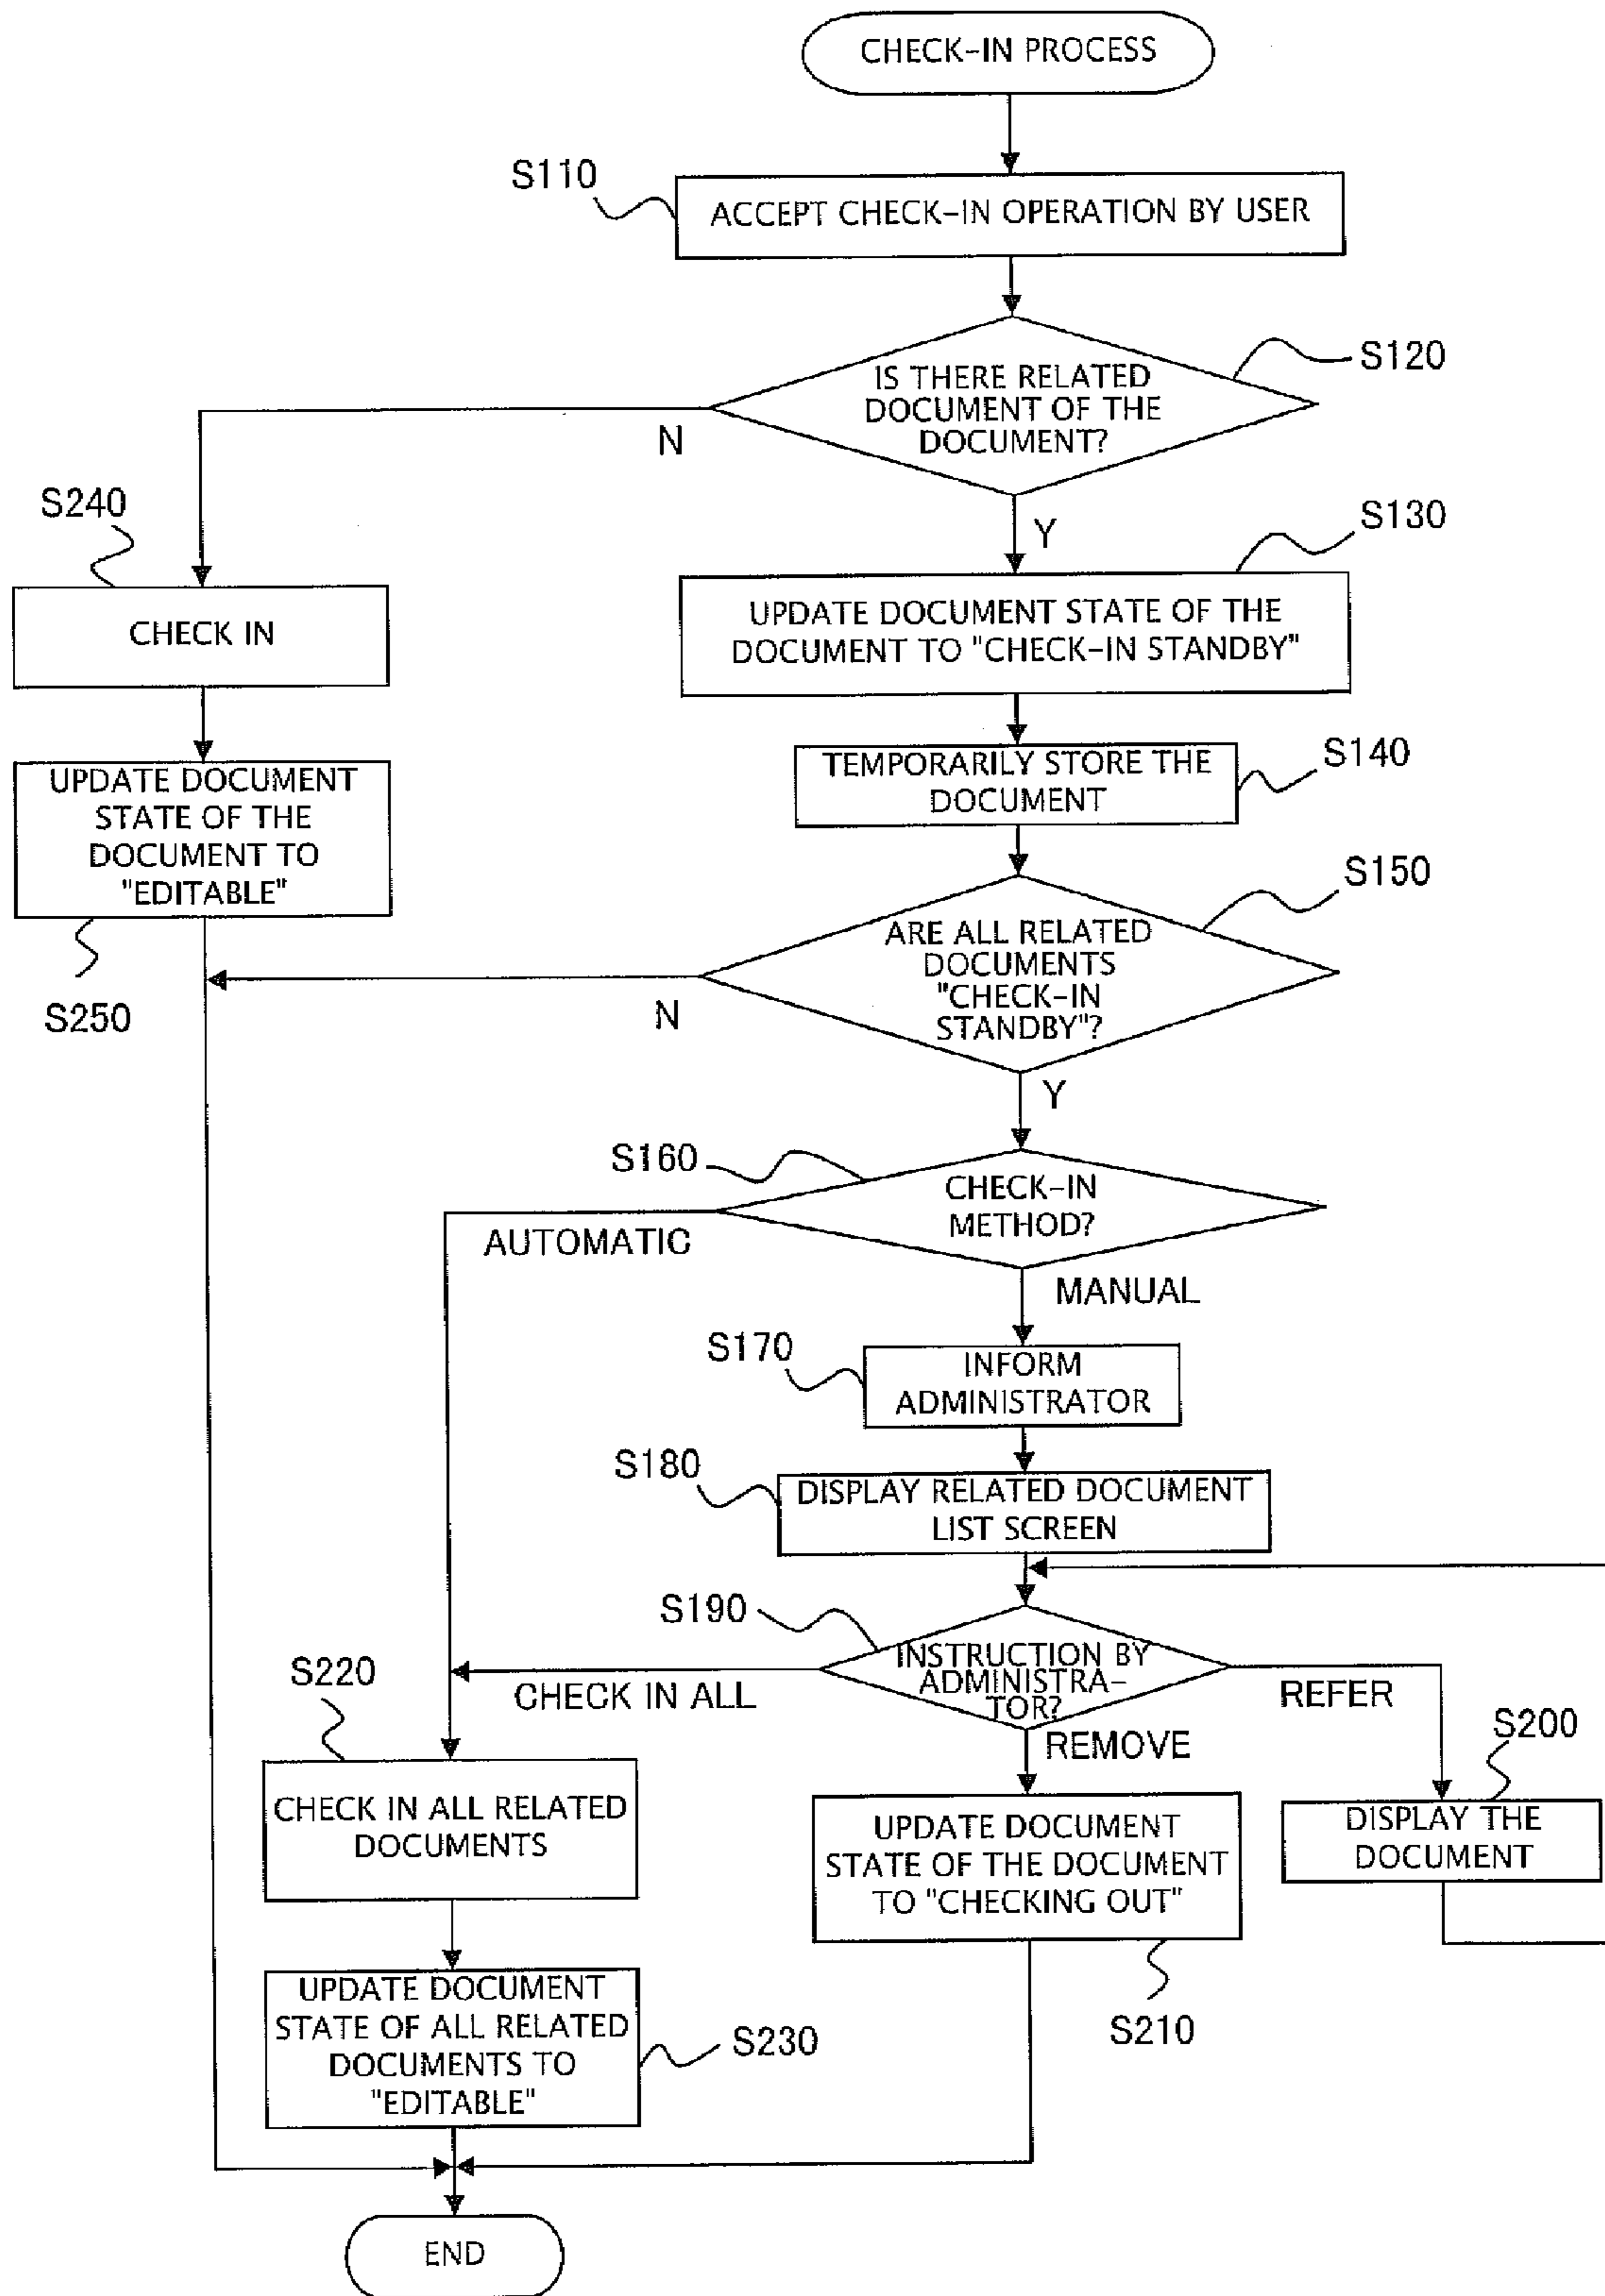 CHECK-IN PROCESS
S110
ACCEPT CHECK-IN OPERATION BY USER
S120
IS THERE RELATED
DOCUMENT OF THE
DOCUMENT?
N
Y
S240
CHECK IN
S130
UPDATE DOCUMENT STATE OF THE
DOCUMENT TO "CHECK-IN STANDBY"
S140
TEMPORARILY STORE THE
DOCUMENT
UPDATE DOCUMENT
STATE OF THE
DOCUMENT TO
"EDITABLE"
S250
S150
ARE ALL RELATED
DOCUMENTS
"CHECK-IN
STANDBY"?
N
Y
S160
CHECK-IN
METHOD?
AUTOMATIC
MANUAL
S170
INFORM
ADMINISTRATOR
S180
DISPLAY RELATED DOCUMENT
LIST SCREEN
S190
INSTRUCTION BY
ADMINISTRA-
TOR?
CHECK IN ALL
REFER
REMOVE
S220
CHECK IN ALL RELATED
DOCUMENTS
UPDATE DOCUMENT
STATE OF THE DOCUMENT
TO "CHECKING OUT"
S210
S200
DISPLAY THE
DOCUMENT
UPDATE DOCUMENT
STATE OF ALL RELATED
DOCUMENTS TO
"EDITABLE"
S230
END